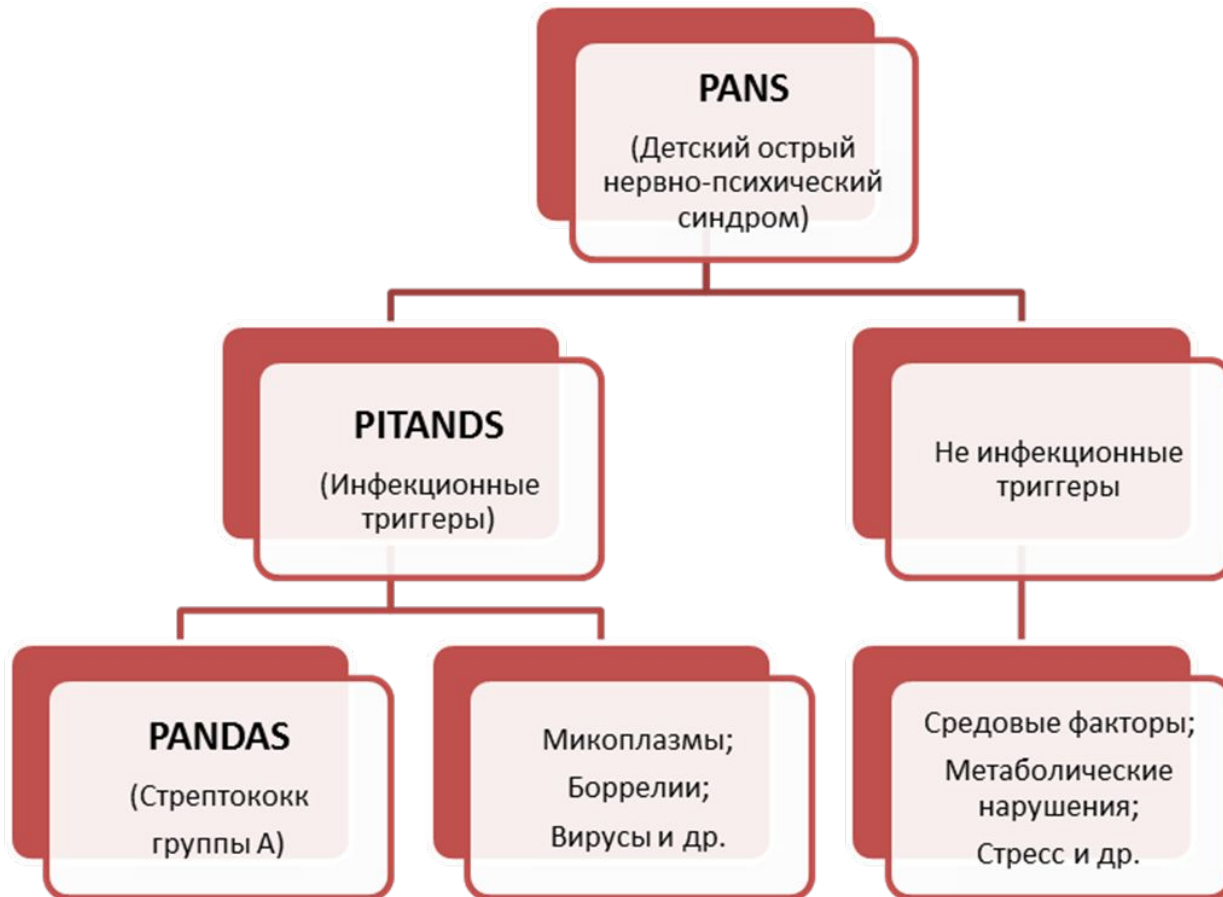 PANS
(Детский острый
нервно-психический
синдром)
PITANDS
(Инфекционные
триггеры)
Не инфекционные
триггеры
PANDAS
(Стрептококк
группы А)
Микоплазмы;
Боррелии;
Вирусы и др.
Средовые факторы;
Метаболические
нарушения;
Стресс и др.